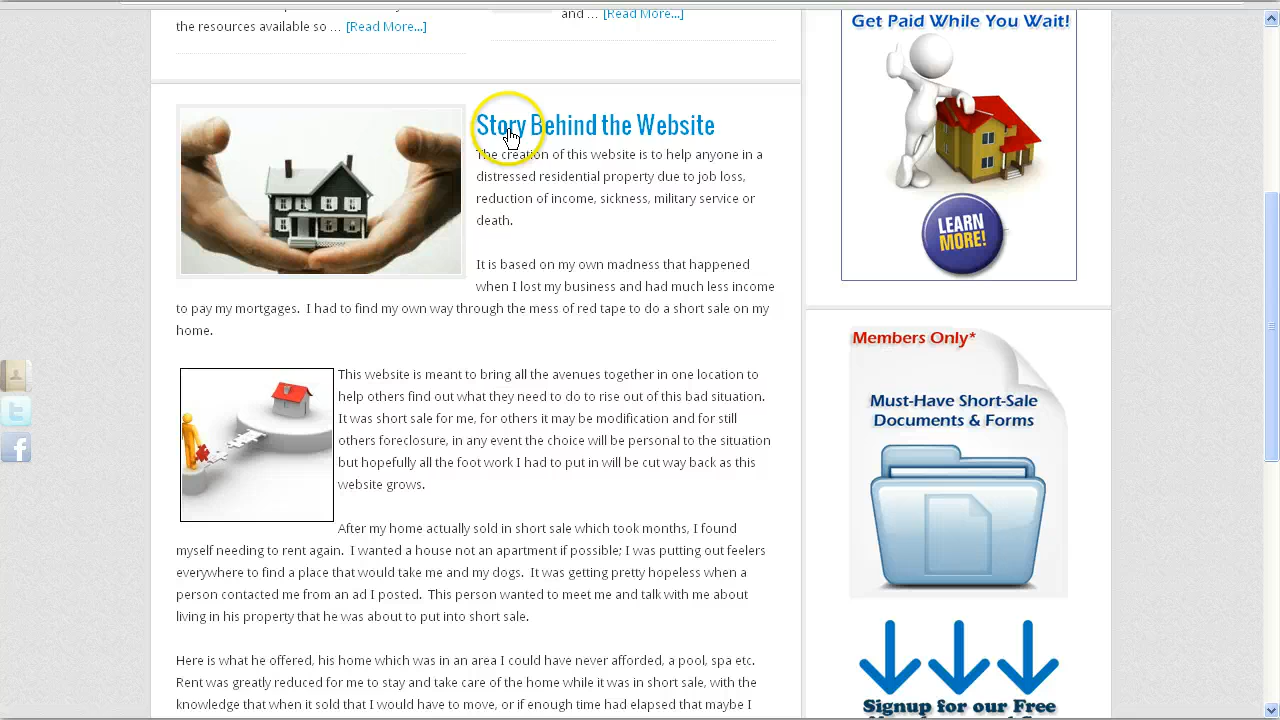 the resources available so ... [Read More...]
and ... [Read More...]
Story Behind the Website
The creation of this website is to help anyone in a
distressed residential property due to job loss,
reduction of income, sickness, military service or
death.
It is based on my own madness that happened
when I lost my business and had much less income
to pay my mortgages.  I had to find my own way through the mess of red tape to do a short sale on my
home.
This website is meant to bring all the avenues together in one location to
help others find out what they need to do to rise out of this bad situation.
It was short sale for me, for others it may be modification and for still
others foreclosure, in any event the choice will be personal to the situation
but hopefully all the foot work I had to put in will be cut way back as this
website grows.
After my home actually sold in short sale which took months, I found
myself needing to rent again.  I wanted a house not an apartment if possible; I was putting out feelers
everywhere to find a place that would take me and my dogs.  It was getting pretty hopeless when a
person contacted me from an ad I posted.  This person wanted to meet me and talk with me about
living in his property that he was about to put into short sale.
Here is what he offered, his home which was in an area I could have never afforded, a pool, spa etc.
Rent was greatly reduced for me to stay and take care of the home while it was in short sale, with the
knowledge that when it sold that I would have to move, or if enough time had elapsed that maybe I
Get Paid While You Wait!
LEARN
MORE!
Members Only*
Must-Have Short-Sale
Documents & Forms
Signup for our Free